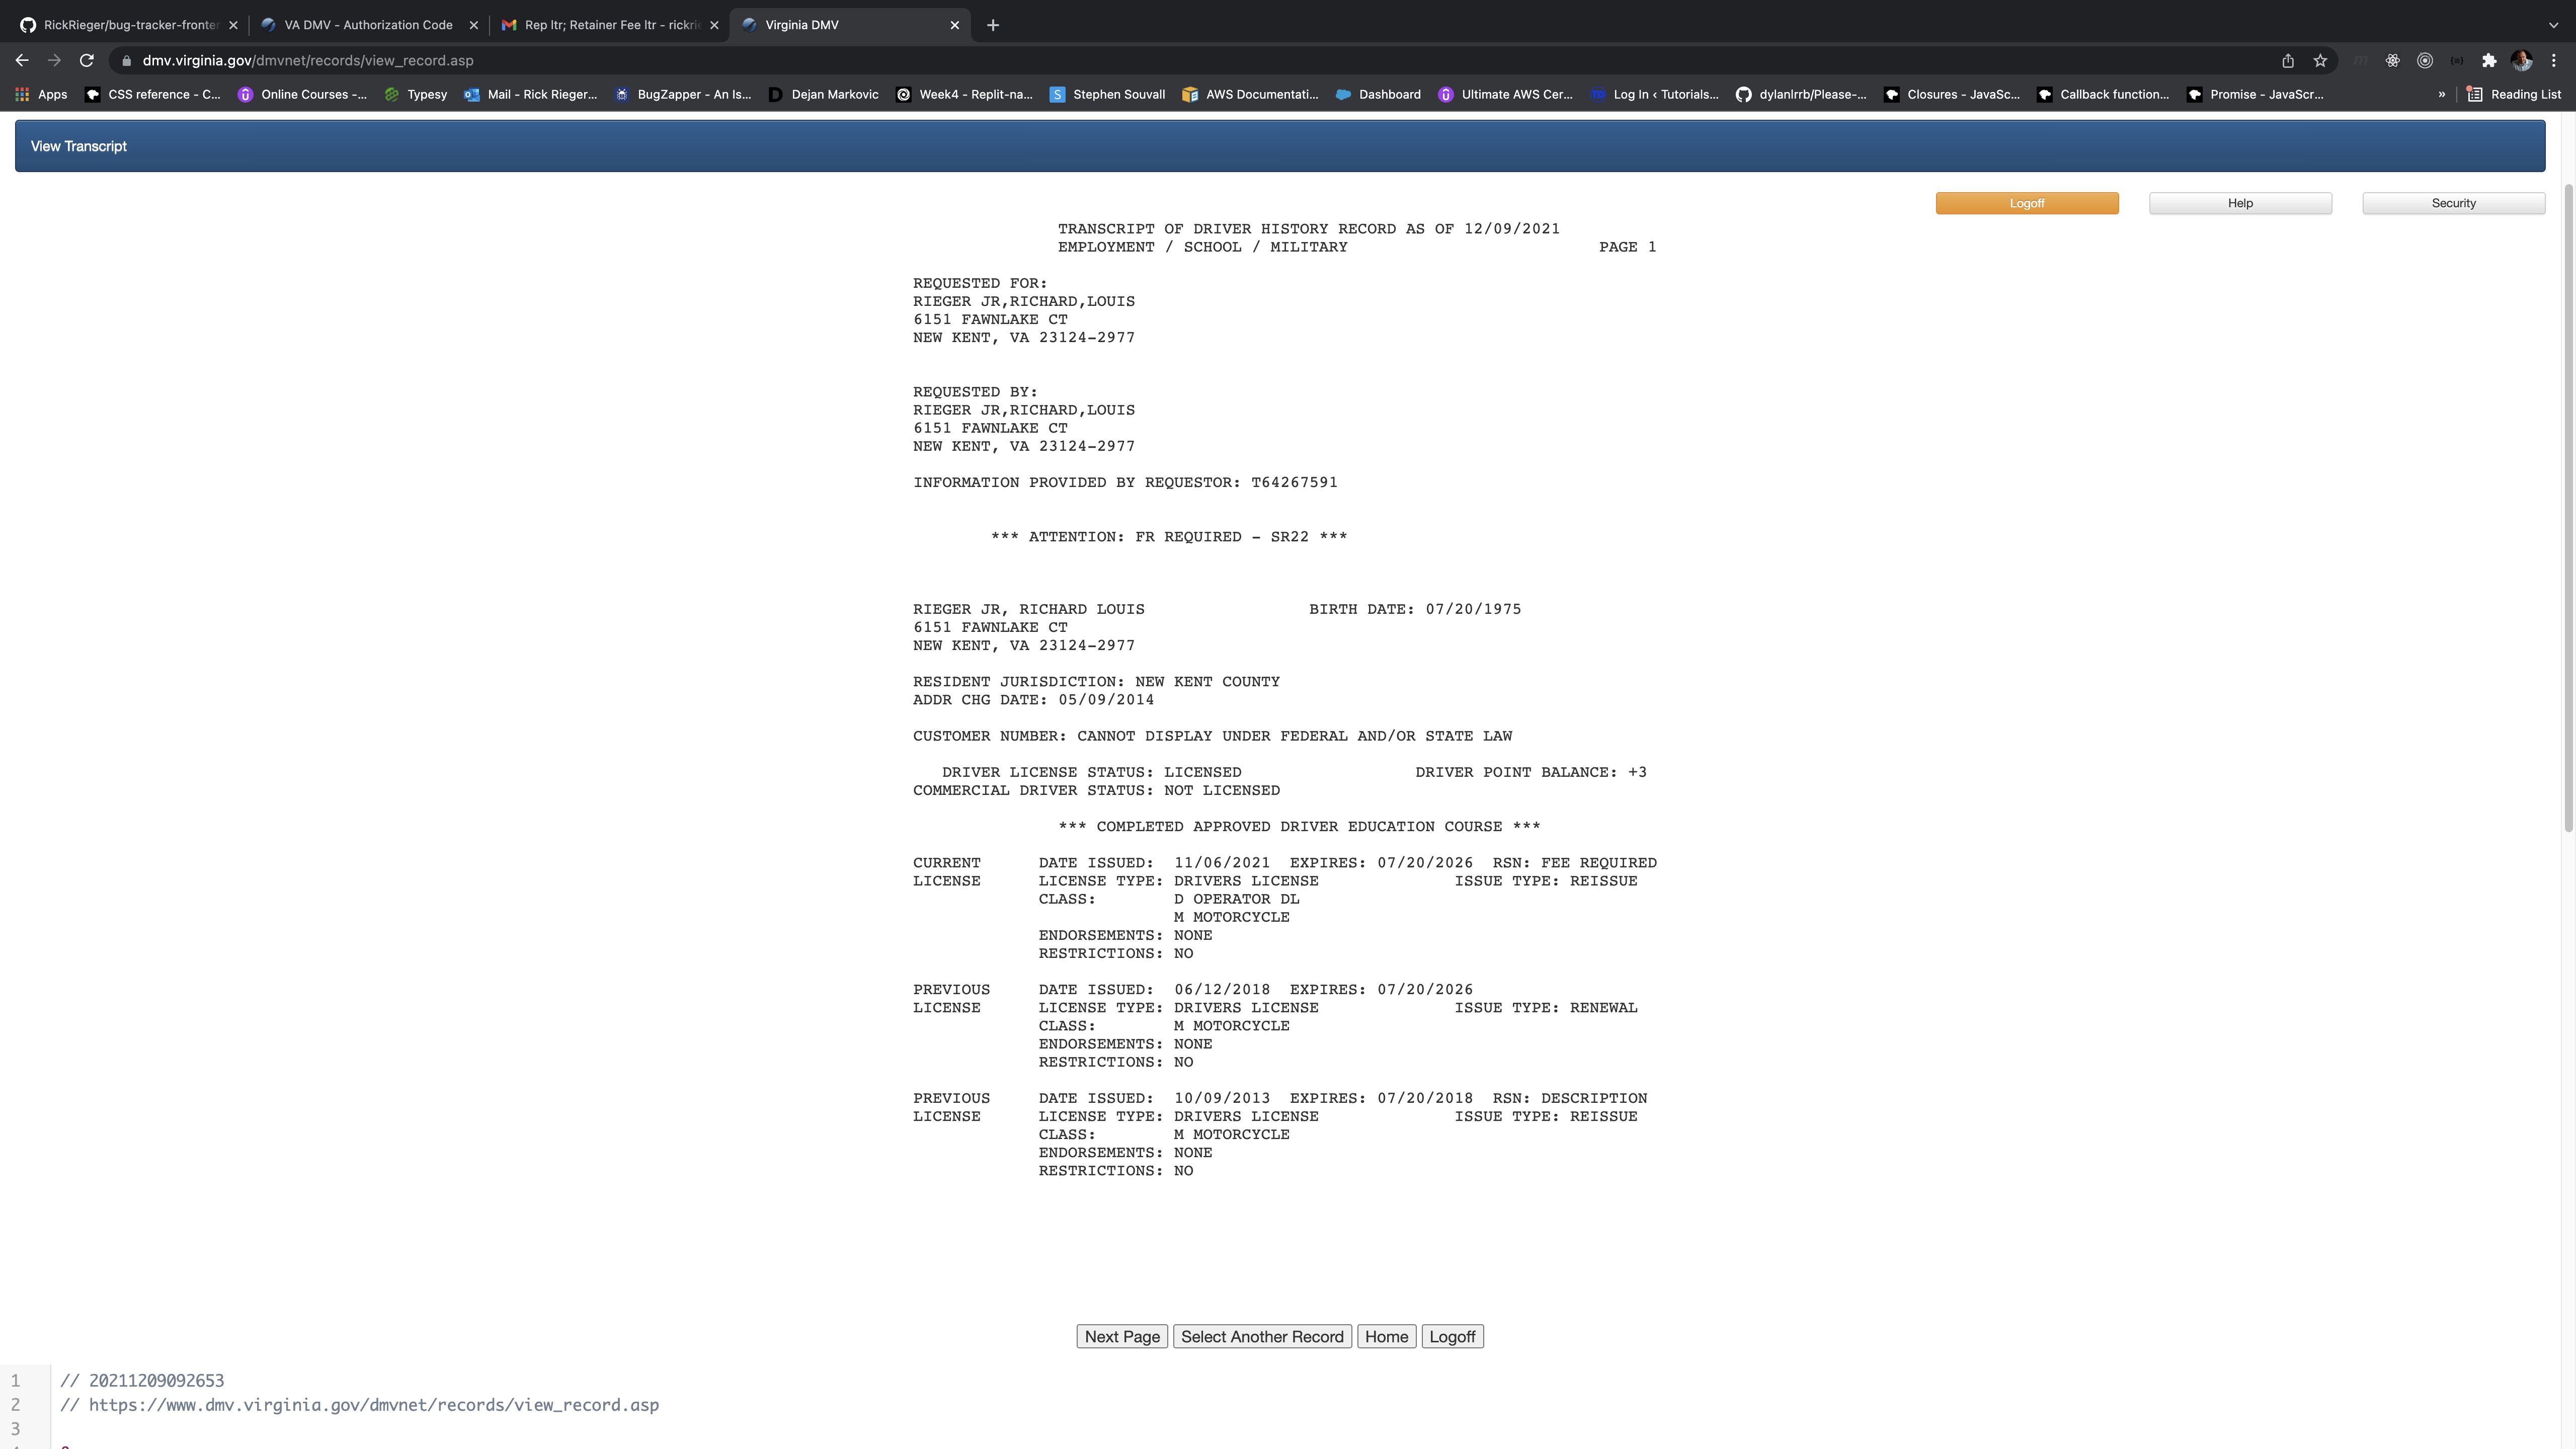 RickRieger/bug-tracker-fronter
VA DMV - Authorization Code
Rep ltr; Retainer Fee ltr - rickrie
Virginia DMV
dmv.virginia.gov/dmvnet/records/view_record.asp
Apps
CSS reference - C...
Online Courses -...
Typesy
Mail - Rick Rieger...
BugZapper - An Is...
Dejan Markovic
Week4 - Replit-na...
Stephen Souvall
AWS Documentati...
Dashboard
Ultimate AWS Cer...
Log In ‹ Tutorials...
dylanlrrb/Please-...
Closures - JavaSc...
Callback function...
Promise - JavaScr...
»
Reading List
View Transcript
Logoff
Help
Security
TRANSCRIPT OF DRIVER HISTORY RECORD AS OF 12/09/2021
EMPLOYMENT / SCHOOL / MILITARY PAGE 1
REQUESTED FOR:
RIEGER JR,RICHARD,LOUIS
6151 FAWNLAKE CT
NEW KENT, VA 23124-2977
REQUESTED BY:
RIEGER JR,RICHARD,LOUIS
6151 FAWNLAKE CT
NEW KENT, VA 23124-2977
INFORMATION PROVIDED BY REQUESTOR: T64267591
*** ATTENTION: FR REQUIRED - SR22 ***
RIEGER JR, RICHARD LOUIS BIRTH DATE: 07/20/1975
6151 FAWNLAKE CT
NEW KENT, VA 23124-2977
RESIDENT JURISDICTION: NEW KENT COUNTY
ADDR CHG DATE: 05/09/2014
CUSTOMER NUMBER: CANNOT DISPLAY UNDER FEDERAL AND/OR STATE LAW
DRIVER LICENSE STATUS: LICENSED DRIVER POINT BALANCE: +3
COMMERCIAL DRIVER STATUS: NOT LICENSED
*** COMPLETED APPROVED DRIVER EDUCATION COURSE ***
CURRENT DATE ISSUED: 11/06/2021 EXPIRES: 07/20/2026 RSN: FEE REQUIRED
LICENSE LICENSE TYPE: DRIVERS LICENSE ISSUE TYPE: REISSUE
CLASS: D OPERATOR DL
M MOTORCYCLE
ENDORSEMENTS: NONE
RESTRICTIONS: NO
PREVIOUS DATE ISSUED: 06/12/2018 EXPIRES: 07/20/2026
LICENSE LICENSE TYPE: DRIVERS LICENSE ISSUE TYPE: RENEWAL
CLASS: M MOTORCYCLE
ENDORSEMENTS: NONE
RESTRICTIONS: NO
PREVIOUS DATE ISSUED: 10/09/2013 EXPIRES: 07/20/2018 RSN: DESCRIPTION
LICENSE LICENSE TYPE: DRIVERS LICENSE ISSUE TYPE: REISSUE
CLASS: M MOTORCYCLE
ENDORSEMENTS: NONE
RESTRICTIONS: NO
Next Page
Select Another Record
Home
Logoff
1 // 20211209092653
2 // https://www.dmv.virginia.gov/dmvnet/records/view_record.asp
3